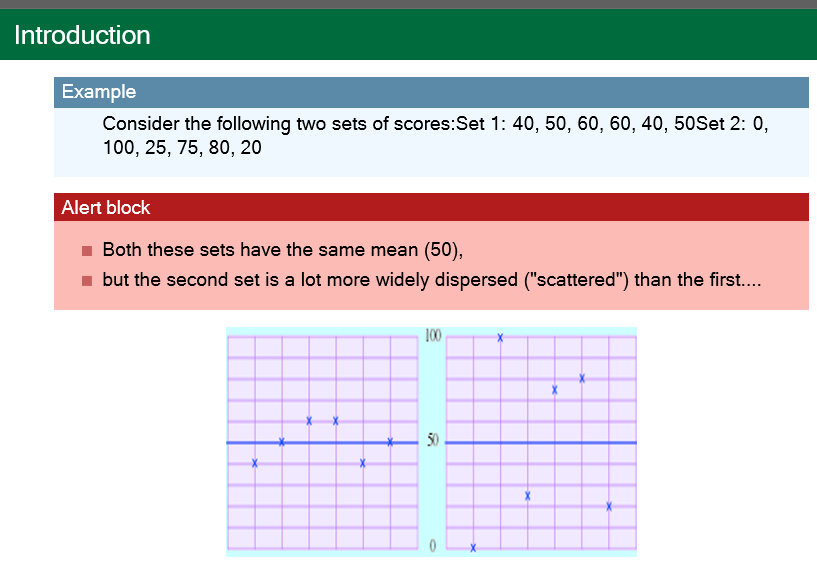 Introduction
Example
Consider the following two sets of scores:Set 1: 40, 50, 60, 60, 40, 50Set 2: 0,
100, 25, 75, 80, 20
Alert block
Both these sets have the same mean (50),
but the second set is a lot more widely dispersed ("scattered") than the first....
100
50
0